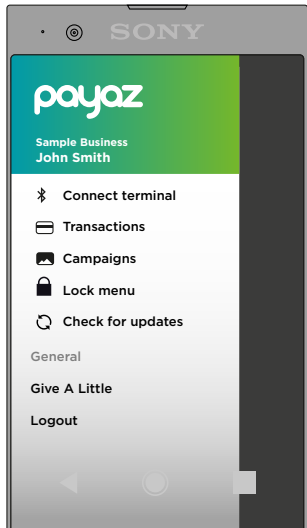 SONY
payaz
Sample Business
John Smith
Connect terminal
Transactions
Campaigns
Lock menu
Check for updates
General
Give A Little
Logout